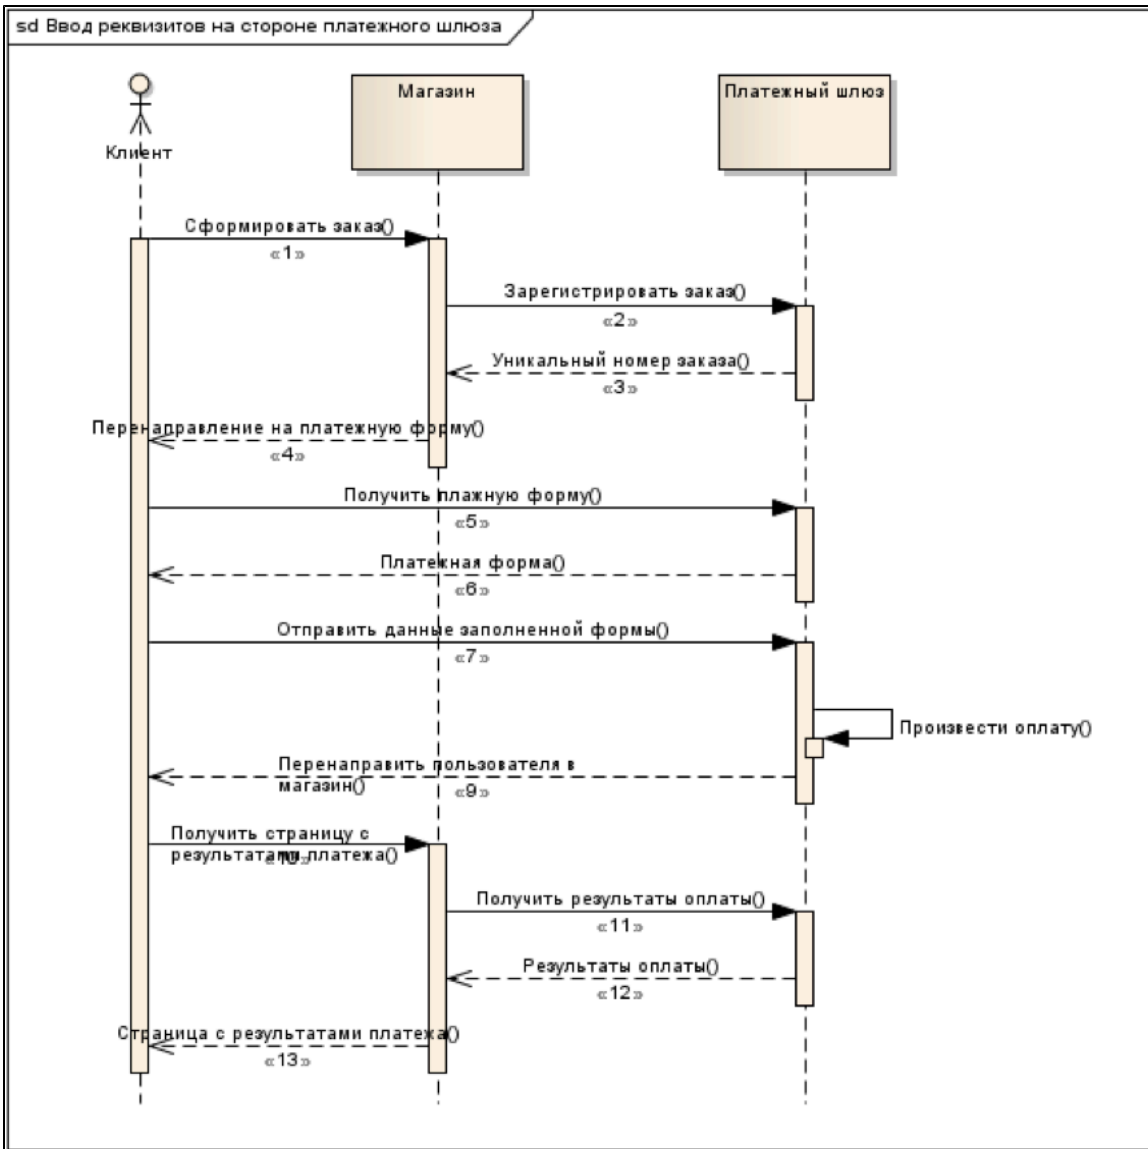 sd Ввод реквизитов на стороне платежного шлюза
Клиент
Магазин
Платежный шлюз
Сформировать заказ()
«1»
Зарегистрировать заказ()
«2»
Уникальный номер заказа()
«3»
Перенаправление на платежную форму()
«4»
Получить плажную форму()
«5»
Платежная форма()
«6»
Отправить данные заполненной формы()
«7»
Произвести оплату()
Перенаправить пользователя в
магазин()
«9»
Получить страницу с
результатами платежа()
«10»
Получить результаты оплаты()
«11»
Результаты оплаты()
«12»
Страница с результатами платежа()
«13»